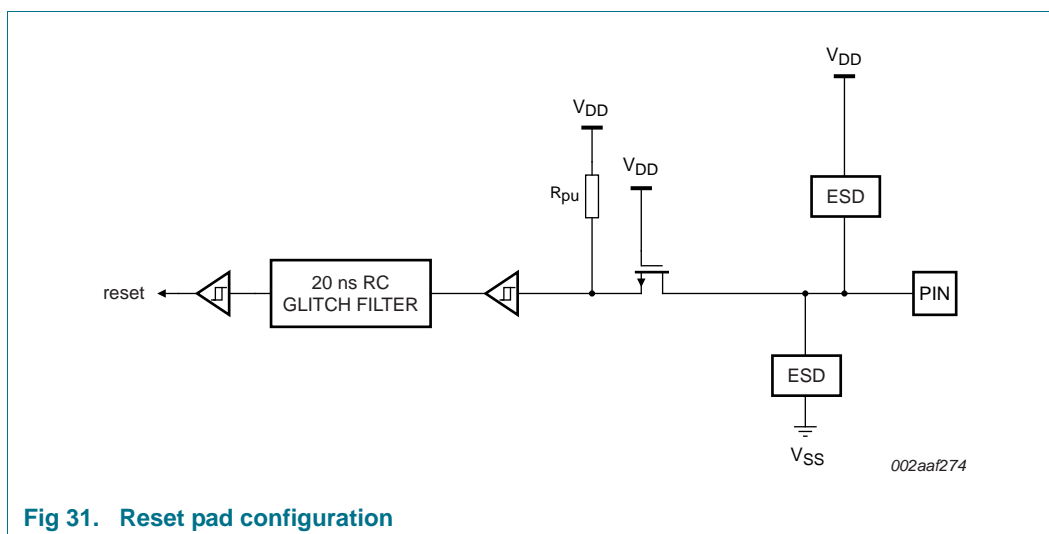 VDD
VDD
VDD
Rpu
ESD
reset
20 ns RC
GLITCH FILTER
PIN
ESD
VSS
002aaf274
Fig 31. Reset pad configuration